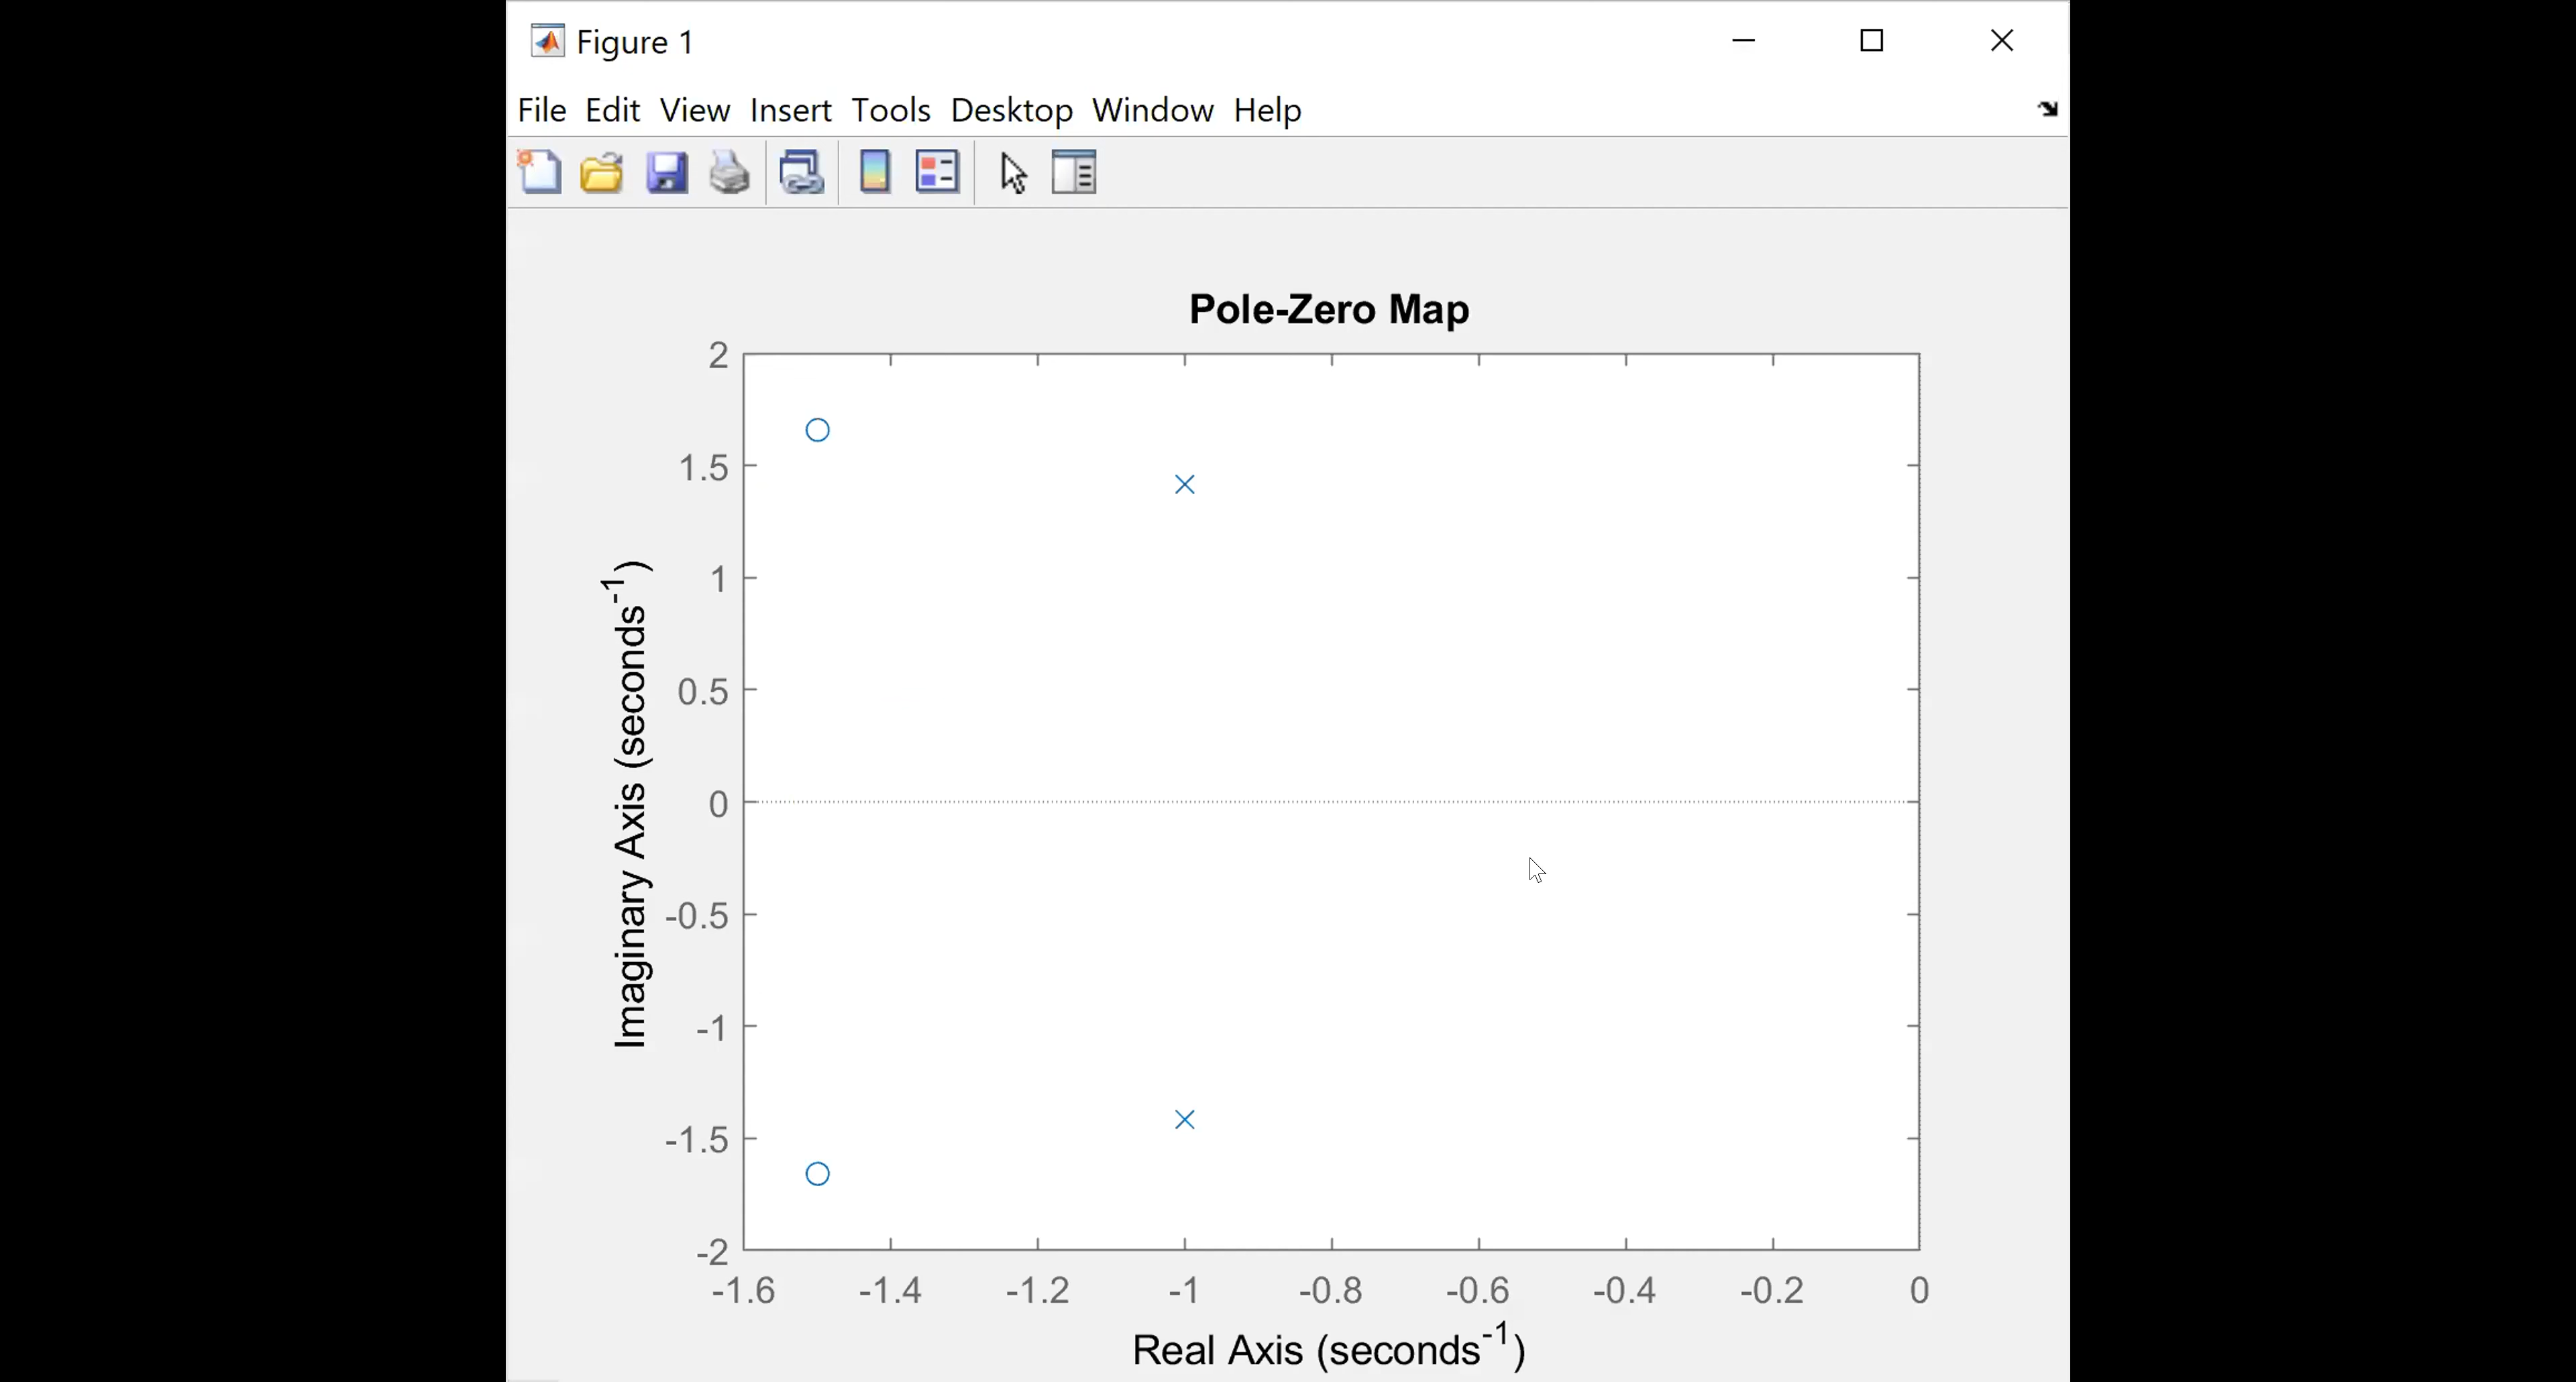 Figure 1
File Edit View Insert Tools Desktop Window Help
Pole-Zero Map
2
1.5
1
0.5
0
-0.5
-1
-1.5
-2
Imaginary Axis (seconds⁻¹)
-1.6 -1.4 -1.2 -1 -0.8 -0.6 -0.4 -0.2 0
Real Axis (seconds⁻¹)